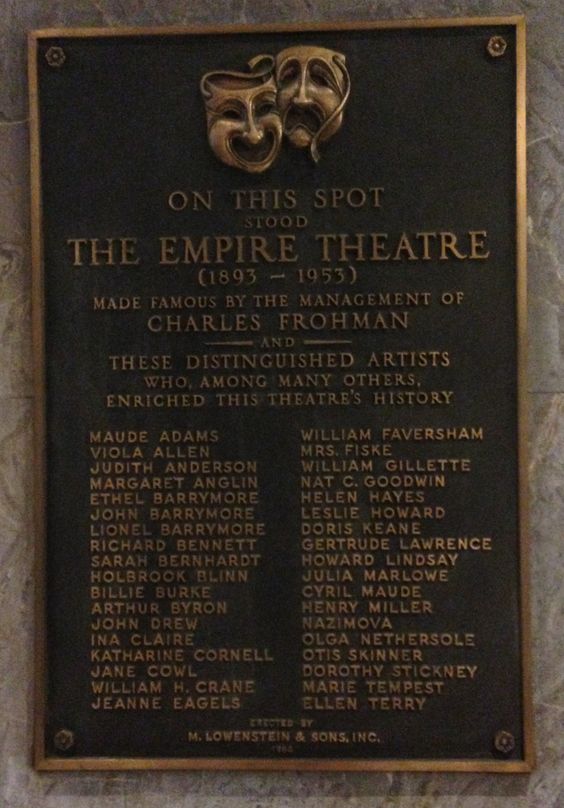 ON THIS SPOT
STOOD
THE EMPIRE THEATRE
(1893 — 1953)
MADE FAMOUS BY THE MANAGEMENT OF
CHARLES FROHMAN
AND
THESE DISTINGUISHED ARTISTS
WHO, AMONG MANY OTHERS,
ENRICHED THIS THEATRE'S HISTORY
MAUDE ADAMS
VIOLA ALLEN
JUDITH ANDERSON
MARGARET ANGLIN
ETHEL BARRYMORE
JOHN BARRYMORE
LIONEL BARRYMORE
RICHARD BENNETT
SARAH BERNHARDT
HOLBROOK BLINN
BILLIE BURKE
ARTHUR BYRON
JOHN DREW
INA CLAIRE
KATHARINE CORNELL
JANE COWL
WILLIAM H. CRANE
JEANNE EAGELS
WILLIAM FAVERSHAM
MRS. FISKE
WILLIAM GILLETTE
NAT C. GOODWIN
HELEN HAYES
LESLIE HOWARD
DORIS KEANE
GERTRUDE LAWRENCE
HOWARD LINDSAY
JULIA MARLOWE
CYRIL MAUDE
HENRY MILLER
NAZIMOVA
OLGA NETHERSOLE
OTIS SKINNER
DOROTHY STICKNEY
MARIE TEMPEST
ELLEN TERRY
ERECTED BY
M. LOWENSTEIN & SONS, INC.